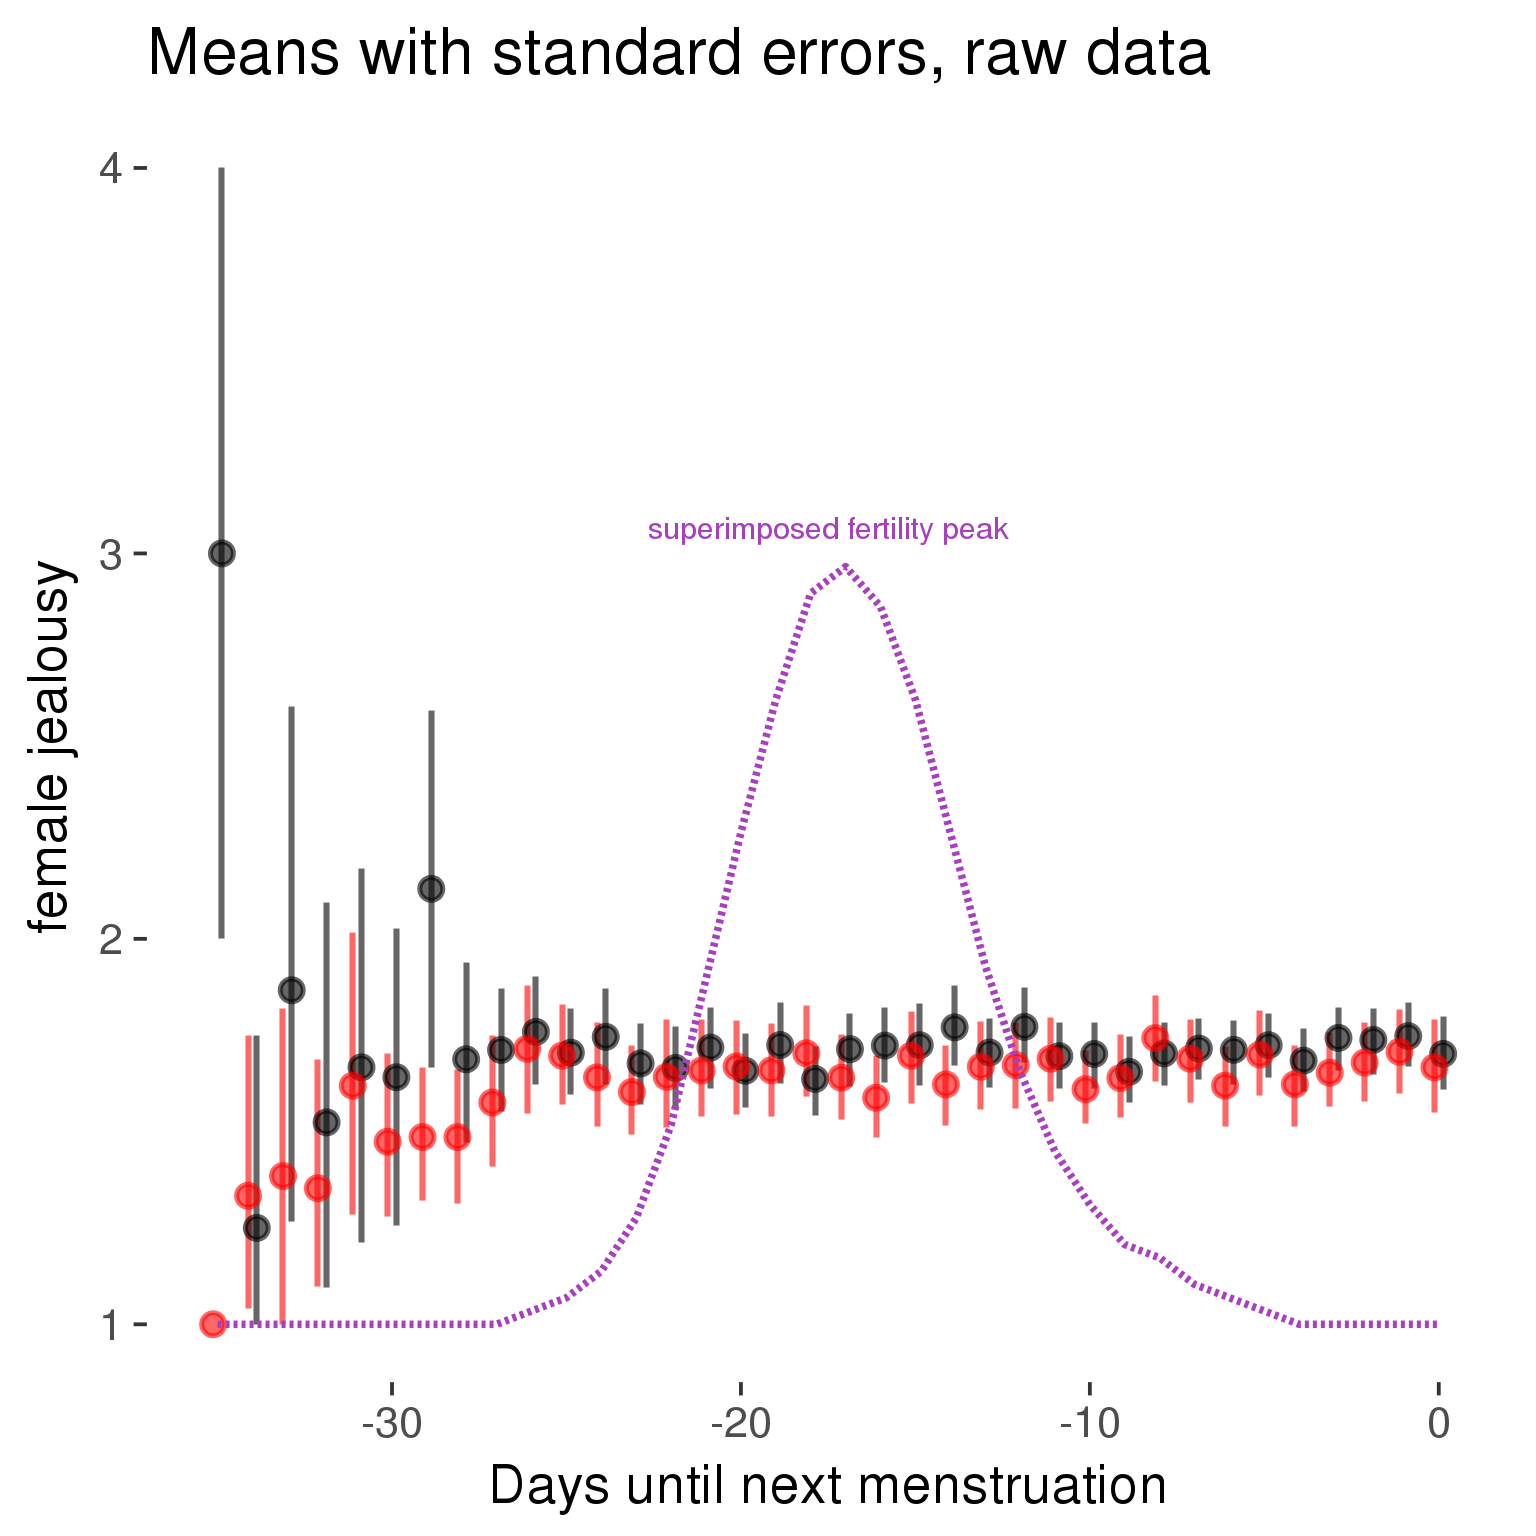 Means with standard errors, raw data
4
3
2
1
female jealousy
superimposed fertility peak
-30
-20
-10
0
Days until next menstruation